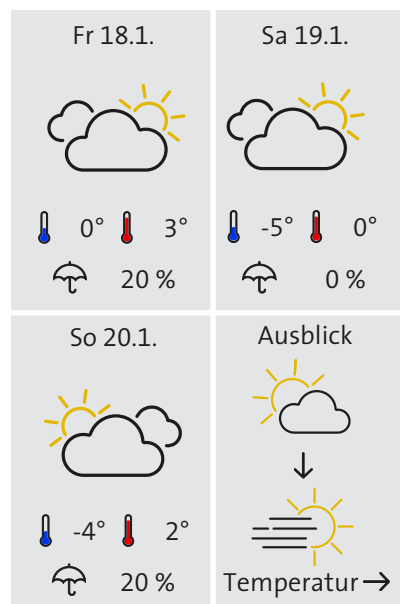 Fr 18.1.
0° 3°
20 %
Sa 19.1.
-5° 0°
0 %
So 20.1.
-4° 2°
20 %
Ausblick
Temperatur →